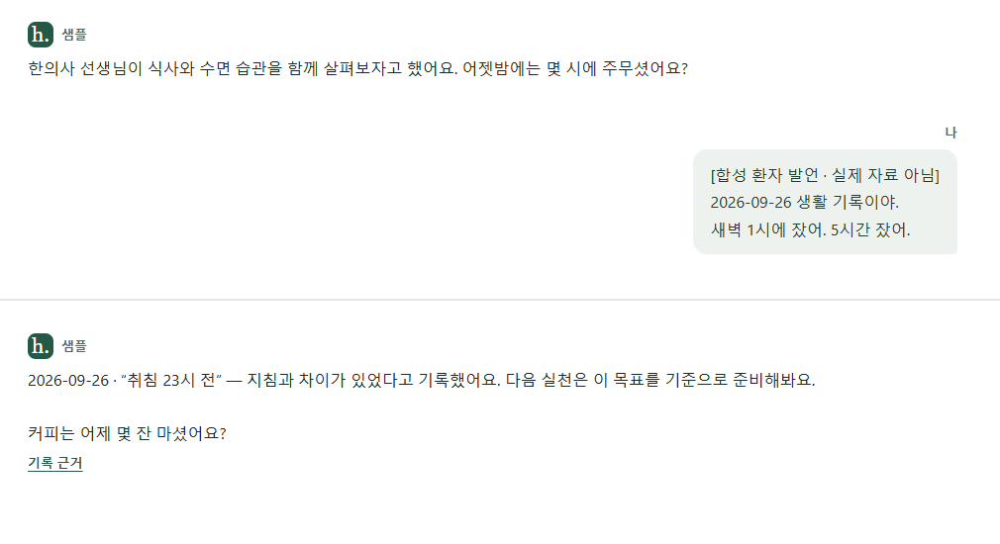 h. 샘플
한의사 선생님이 식사와 수면 습관을 함께 살펴보자고 했어요. 어젯밤에는 몇 시에 주무셨어요?
나
[합성 환자 발언 · 실제 자료 아님]
2026-09-26 생활 기록이야.
새벽 1시에 잤어. 5시간 잤어.
h. 샘플
2026-09-26 · “취침 23시 전” — 지침과 차이가 있었다고 기록했어요. 다음 실천은 이 목표를 기준으로 준비해봐요.
커피는 어제 몇 잔 마셨어요?
기록 근거